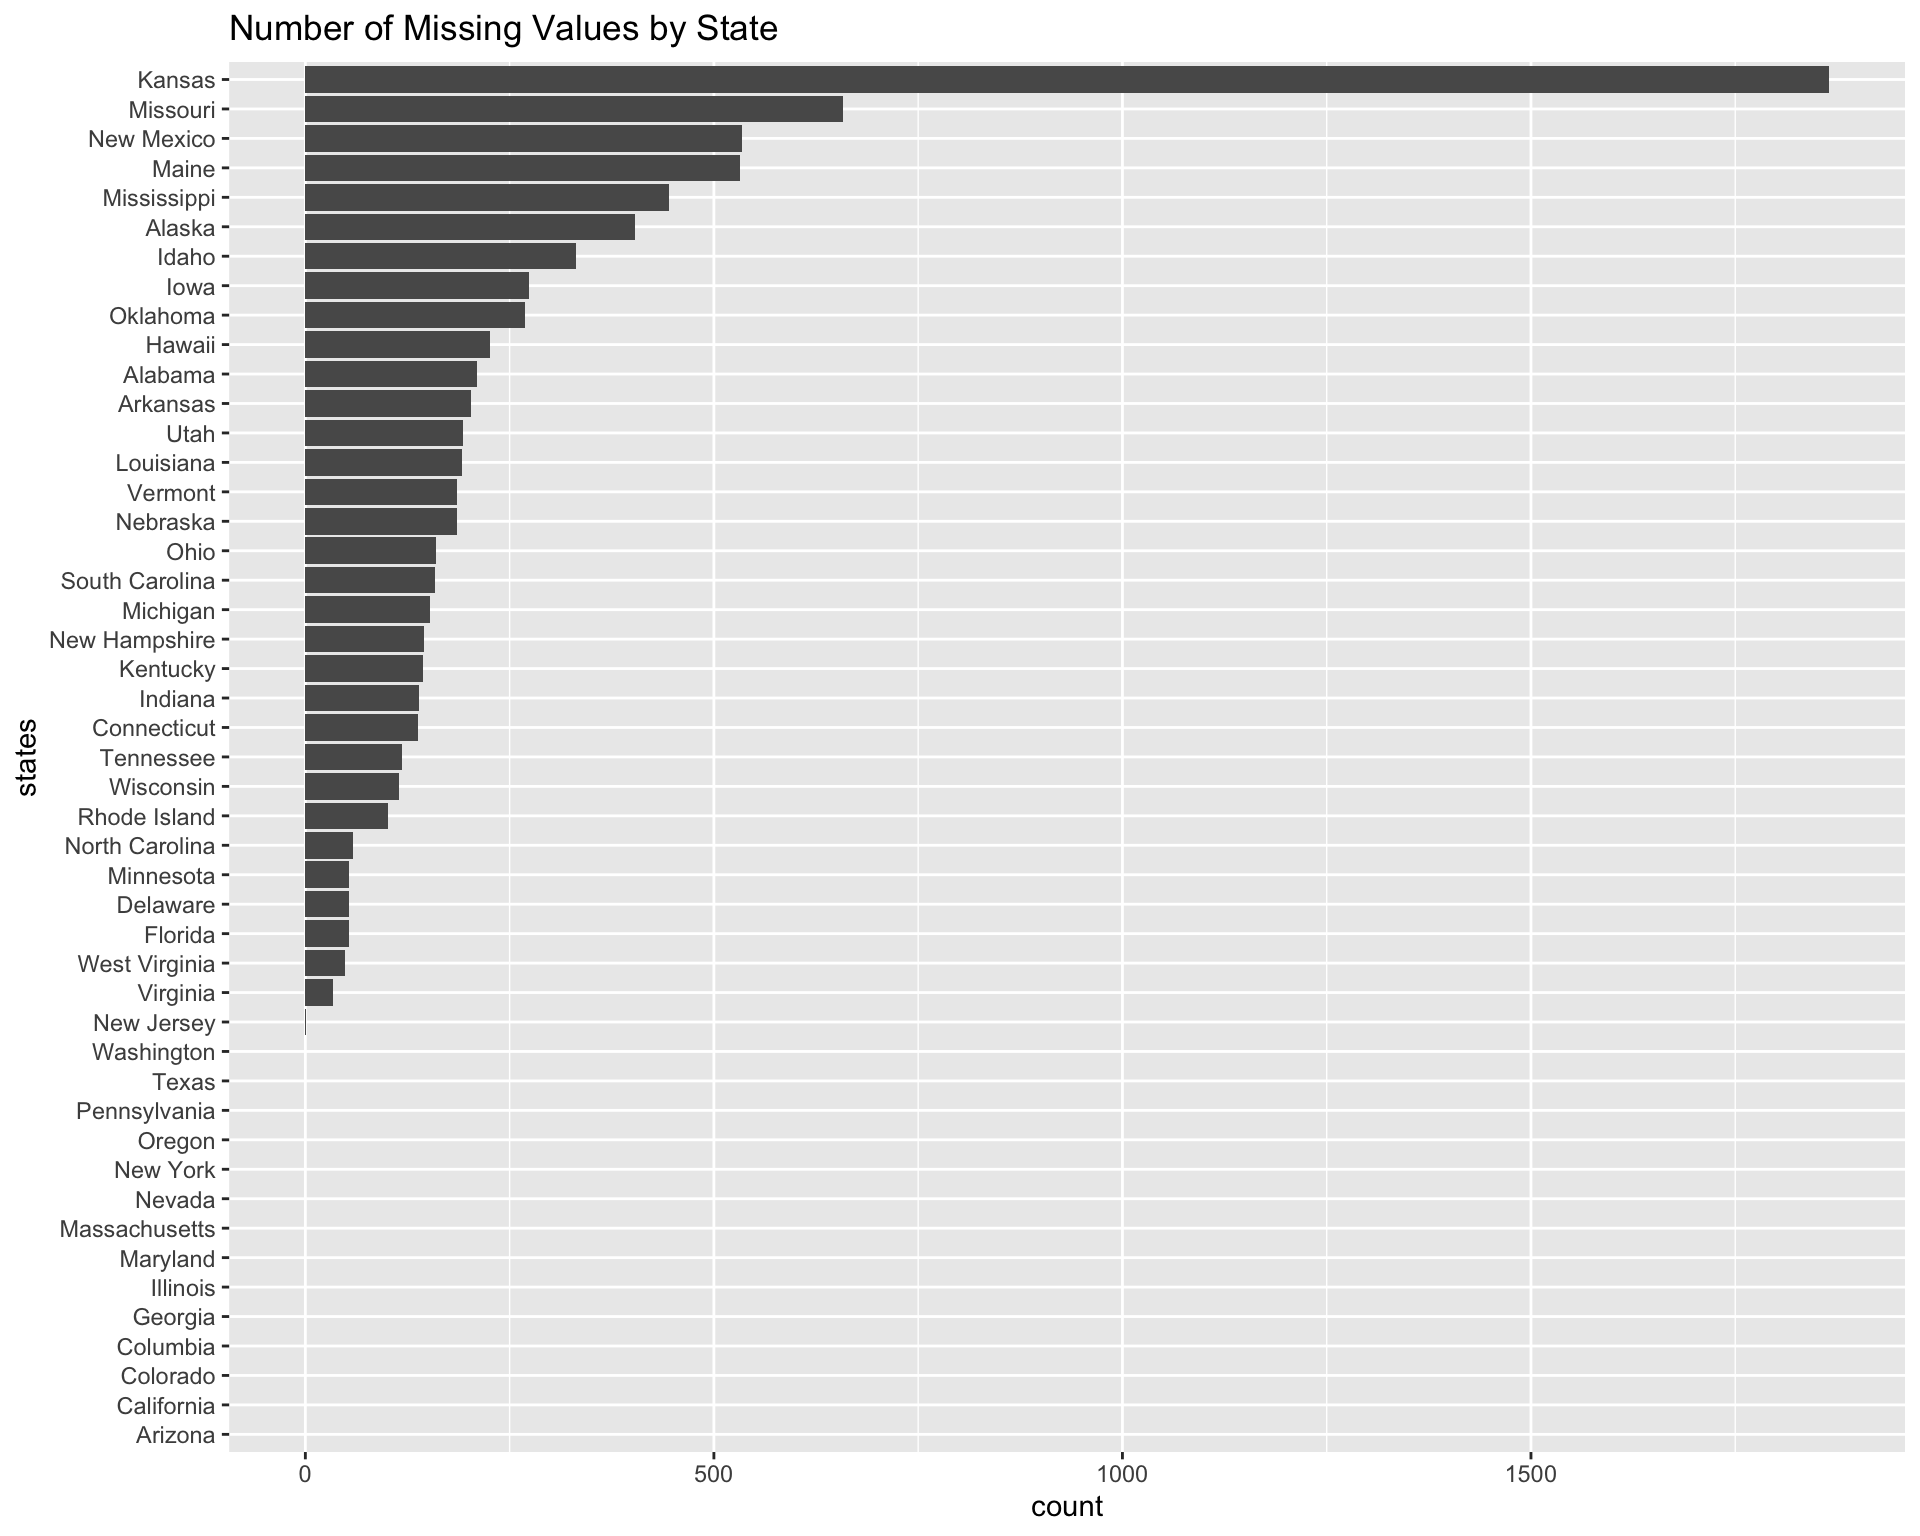 Number of Missing Values by State
Kansas
Missouri
New Mexico
Maine
Mississippi
Alaska
Idaho
Iowa
Oklahoma
Hawaii
Alabama
Arkansas
Utah
Louisiana
Vermont
Nebraska
Ohio
South Carolina
Michigan
New Hampshire
Kentucky
Indiana
Connecticut
Tennessee
Wisconsin
Rhode Island
North Carolina
Minnesota
Delaware
Florida
West Virginia
Virginia
New Jersey
Washington
Texas
Pennsylvania
Oregon
New York
Nevada
Massachusetts
Maryland
Illinois
Georgia
Columbia
Colorado
California
Arizona
states
0 500 1000 1500
count